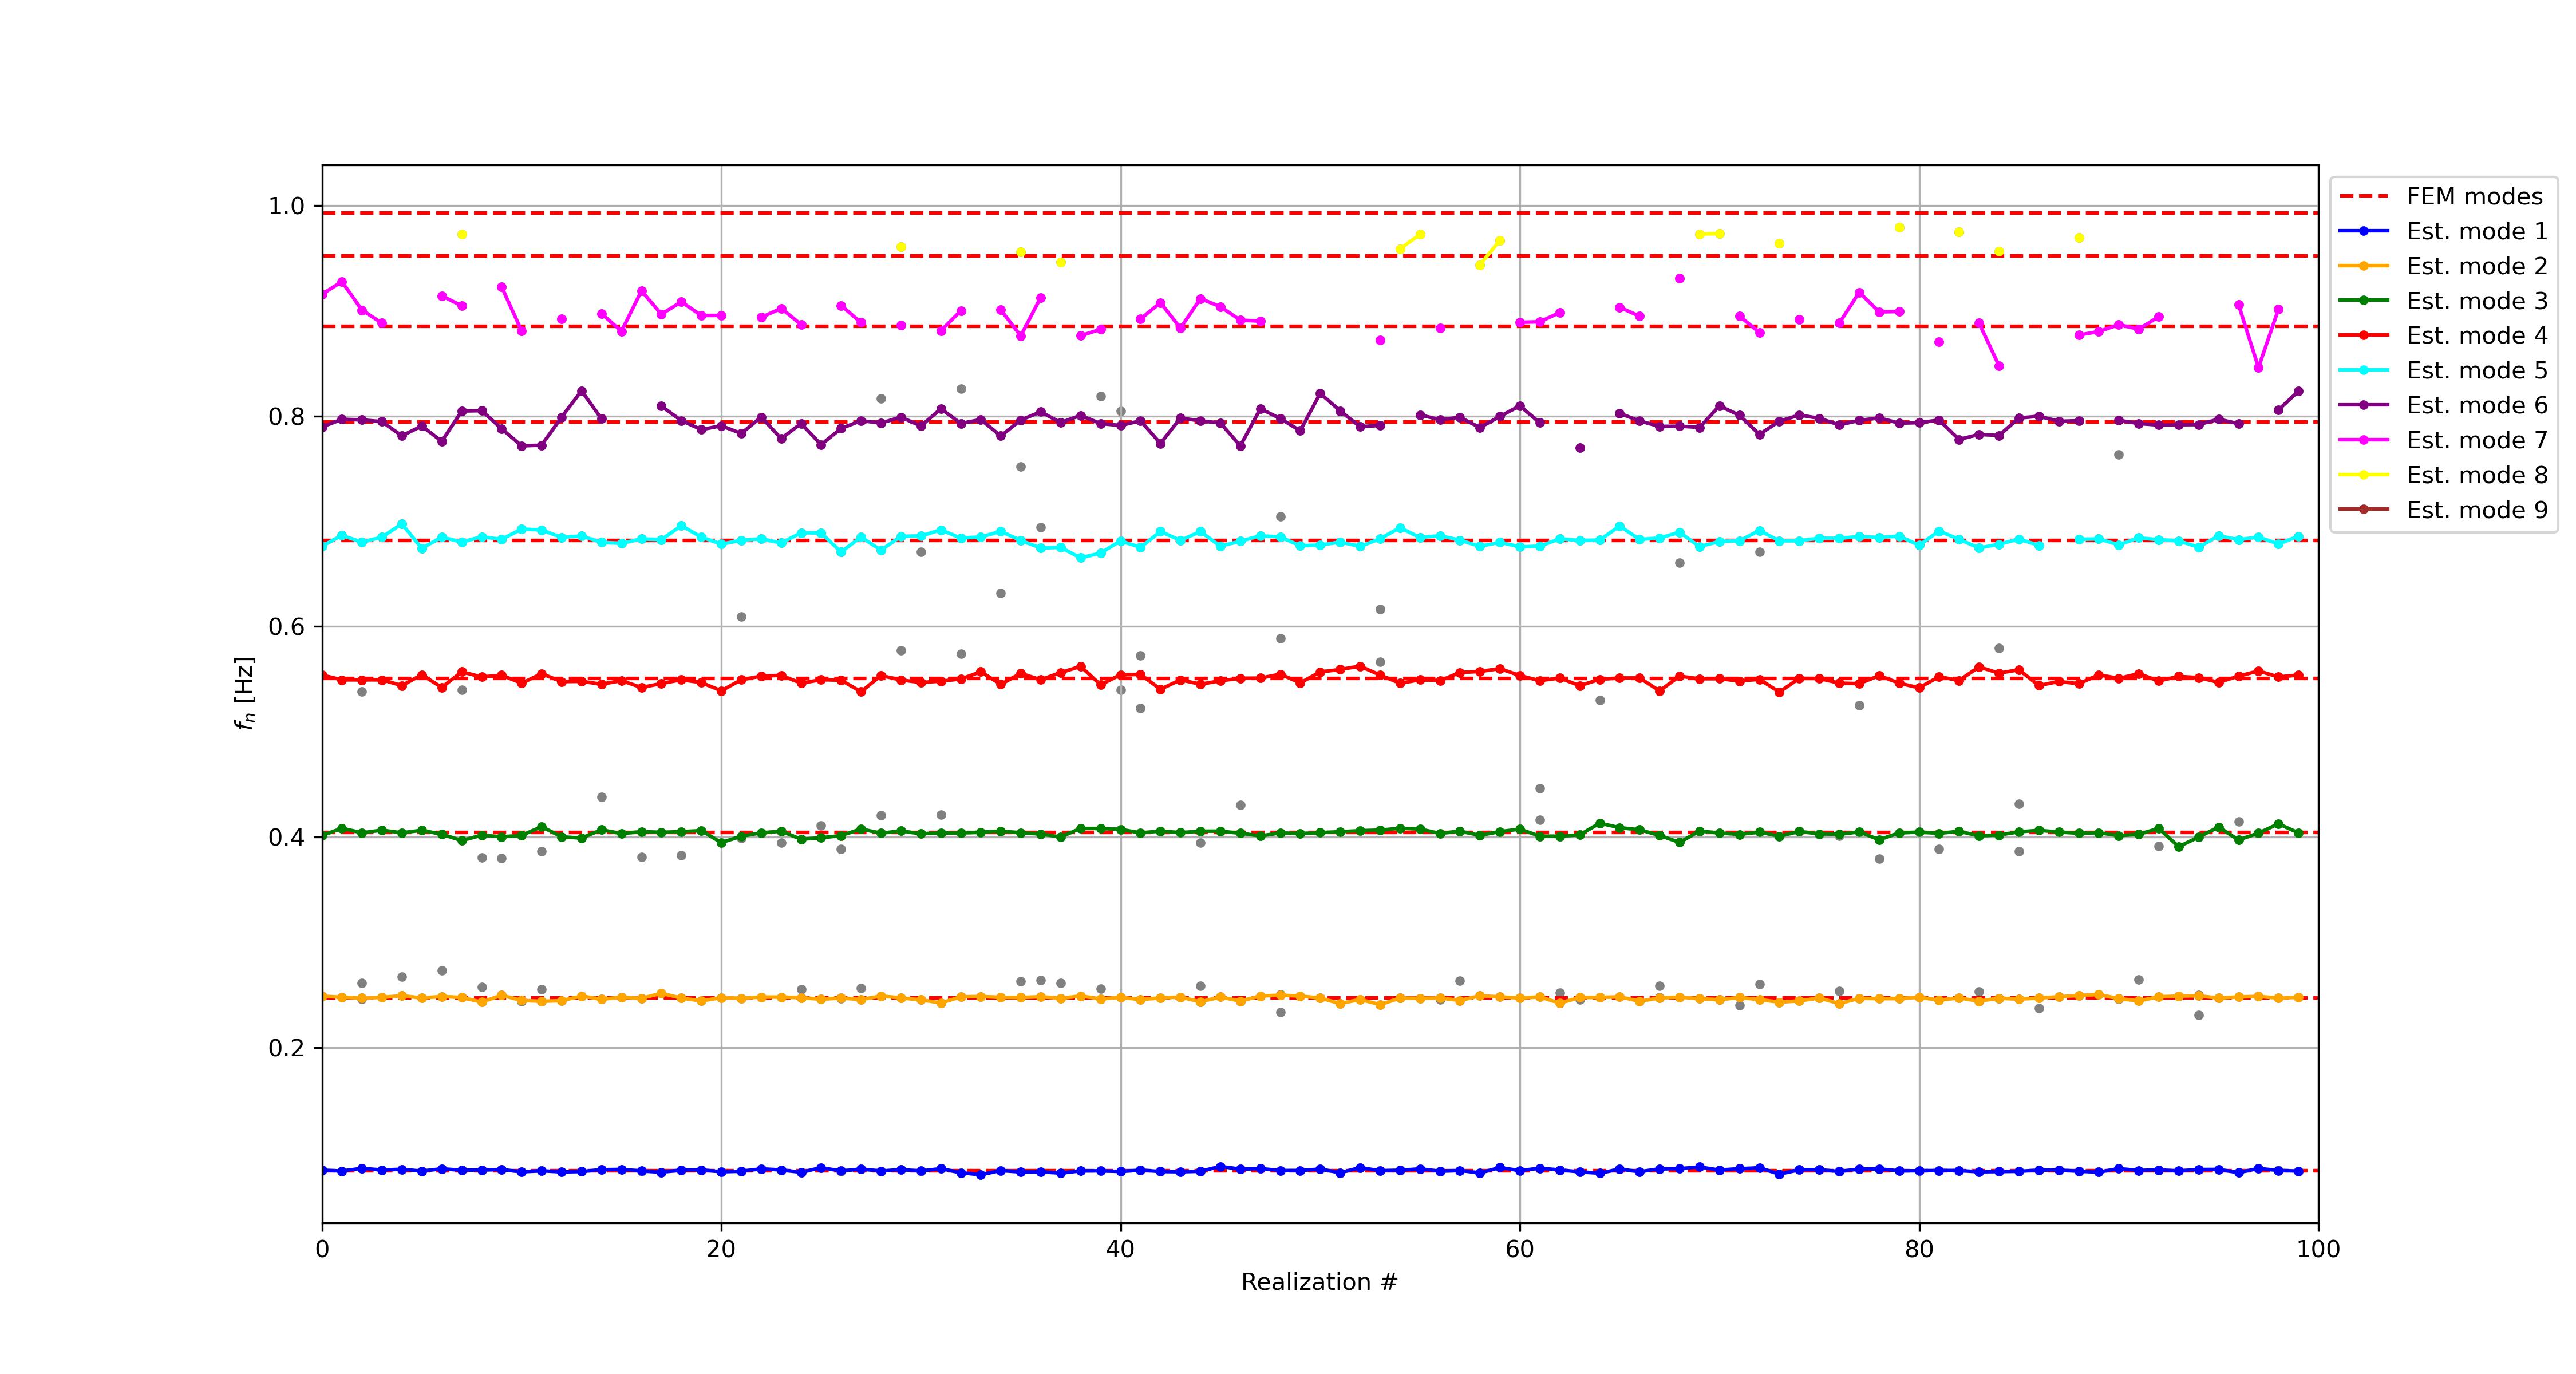 1.0
0.8
0.6
0.4
0.2
0
20
40
60
80
100
fₙ [Hz]
Realization #
FEM modes
Est. mode 1
Est. mode 2
Est. mode 3
Est. mode 4
Est. mode 5
Est. mode 6
Est. mode 7
Est. mode 8
Est. mode 9